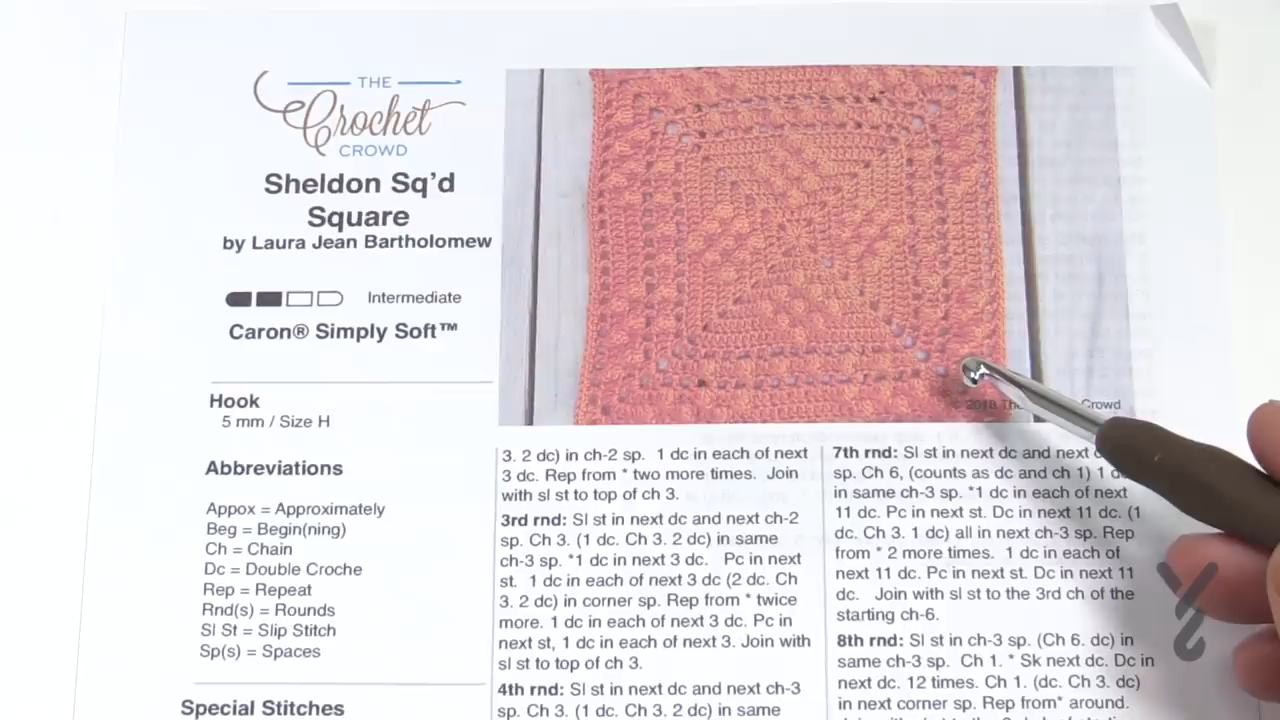 THE
Crochet
CROWD
Sheldon Sq'd
Square
by Laura Jean Bartholomew
Intermediate
Caron® Simply Soft™
Hook
5 mm / Size H
Abbreviations
Appox = Approximately
Beg = Begin(ning)
Ch = Chain
Dc = Double Croche
Rep = Repeat
Rnd(s) = Rounds
Sl St = Slip Stitch
Sp(s) = Spaces
Special Stitches
© 2018 The Crowd
3. 2 dc) in ch-2 sp. 1 dc in each of next
3 dc. Rep from * two more times. Join
with sl st to top of ch 3.
3rd rnd: Sl st in next dc and next ch-2
sp. Ch 3. (1 dc. Ch 3. 2 dc) in same
ch-3 sp. *1 dc in next 3 dc. Pc in next
st. 1 dc in each of next 3 dc (2 dc. Ch
3. 2 dc) in corner sp. Rep from * twice
more. 1 dc in each of next 3 dc. Pc in
next st, 1 dc in each of next 3. Join with
sl st to top of ch 3.
4th rnd: Sl st in next dc and next ch-3
sp. Ch 3. (1 dc. Ch 3. 2 dc) in same
7th rnd: Sl st in next dc and next
sp. Ch 6, (counts as dc and ch 1) 1
in same ch-3 sp. *1 dc in each of next
11 dc. Pc in next st. Dc in next 11 dc. (1
dc. Ch 3. 1 dc) all in next ch-3 sp. Rep
from * 2 more times. 1 dc in each of
next 11 dc. Pc in next st. Dc in next 11
dc. Join with sl st to the 3rd ch of the
starting ch-6.
8th rnd: Sl st in ch-3 sp. (Ch 6. dc) in
same ch-3 sp. Ch 1. * Sk next dc. Dc in
next dc. 12 times. Ch 1. (dc. Ch 3. dc)
in next corner sp. Rep from* around.